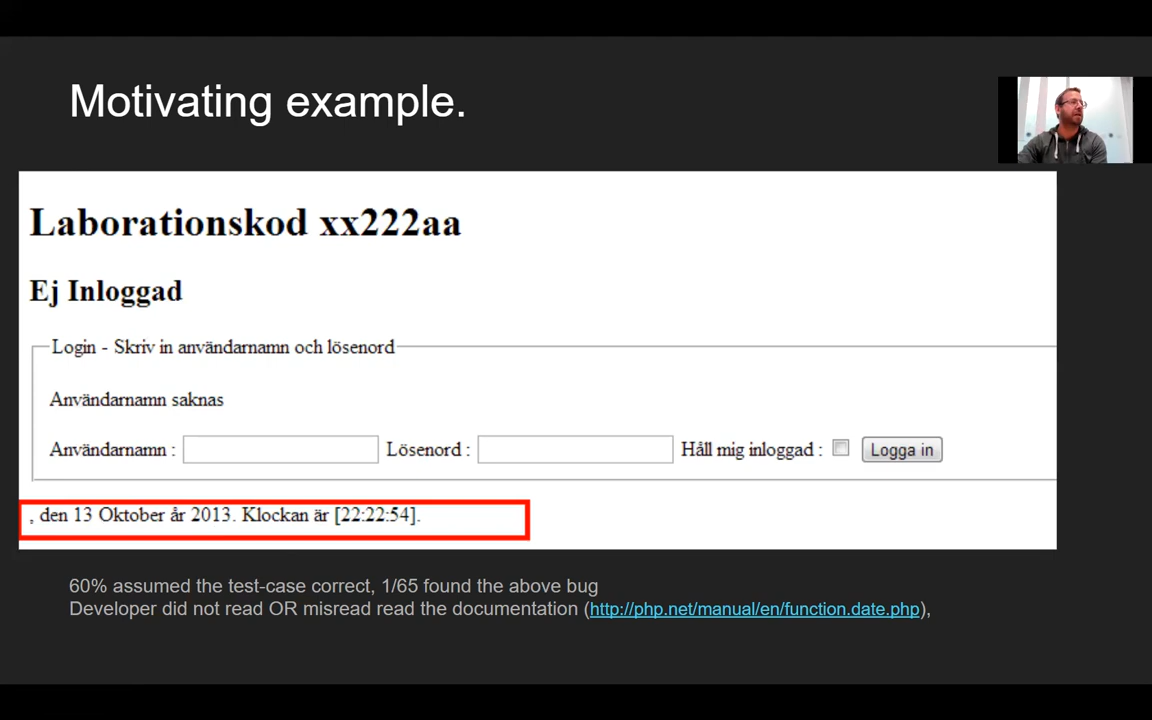 Motivating example.
Laborationskod xx222aa
Ej Inloggad
Login - Skriv in användarnamn och lösenord
Användarnamn saknas
Användarnamn : Lösenord : Håll mig inloggad : Logga in
, den 13 Oktober år 2013. Klockan är [22:22:54].
60% assumed the test-case correct, 1/65 found the above bug
Developer did not read OR misread read the documentation (http://php.net/manual/en/function.date.php),